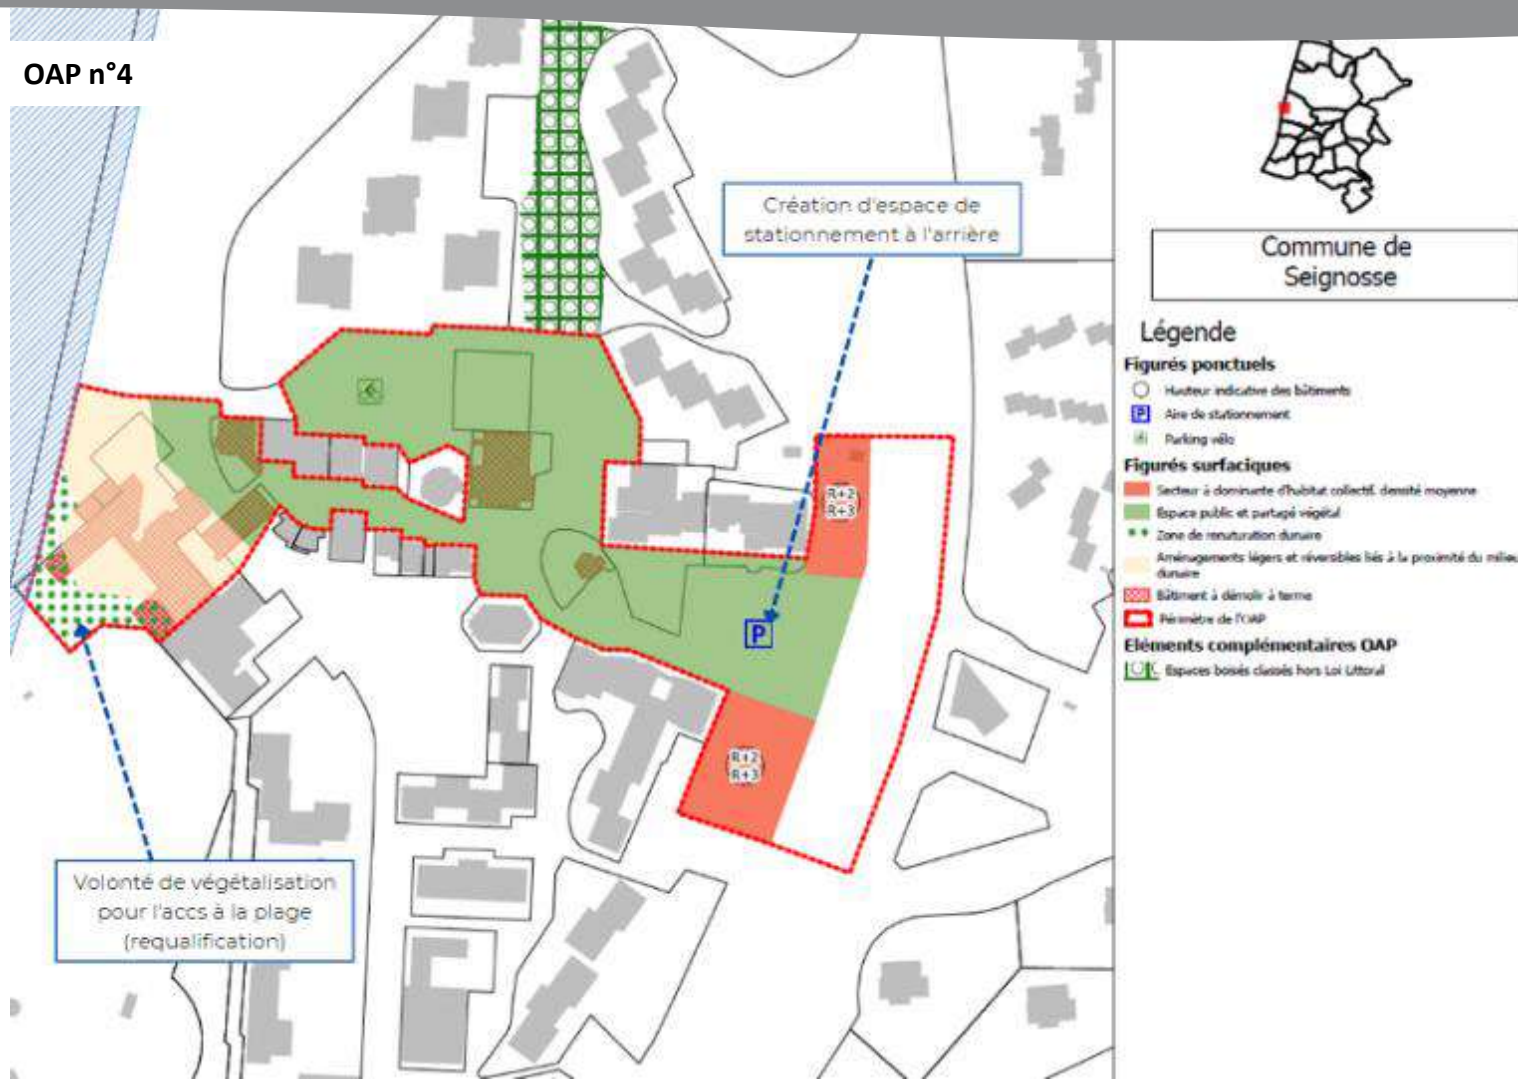 OAP n°4
Création d'espace de
stationnement à l'arrière
R+2
R+3
P
R+2
R+3
Volonté de végétalisation
pour l'accs à la plage
(requalification)
Commune de
Seignosse
Légende
Figurés ponctuels
Hauteur indicative des bâtiments
P Aire de stationnement
Parking vélo
Figurés surfaciques
Secteur à dominante d'habitat collectif, densité moyenne
Espace public et partagé végétal
Zone de renaturation dunaire
Aménagements légers et réversibles liés à la proximité du milieu
dunaire
Bâtiment à démolir à terme
Périmètre de l'OAP
Eléments complémentaires OAP
Espaces boisés classés hors Loi Littoral